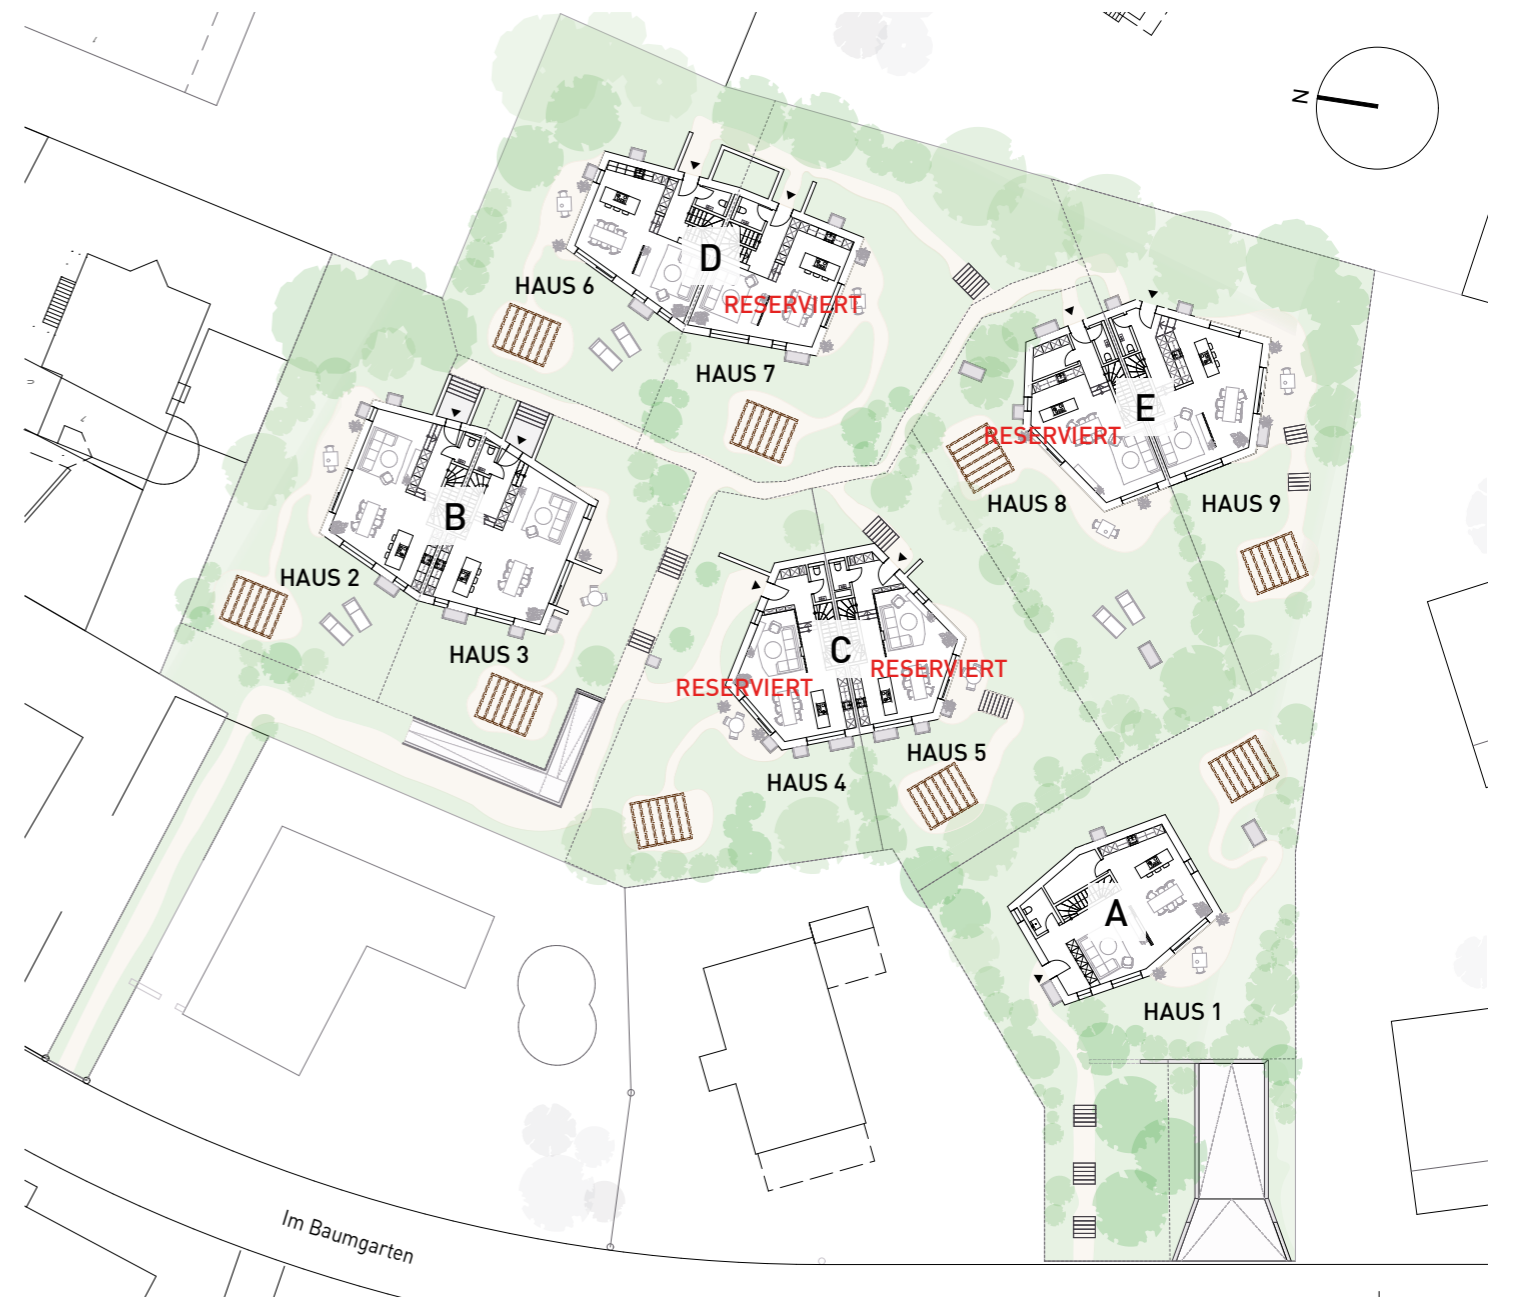 N
D
HAUS 6
RESERVIERT
HAUS 7
E
RESERVIERT
HAUS 8
HAUS 9
B
HAUS 2
HAUS 3
C
RESERVIERT
RESERVIERT
HAUS 4
HAUS 5
A
HAUS 1
Im Baumgarten